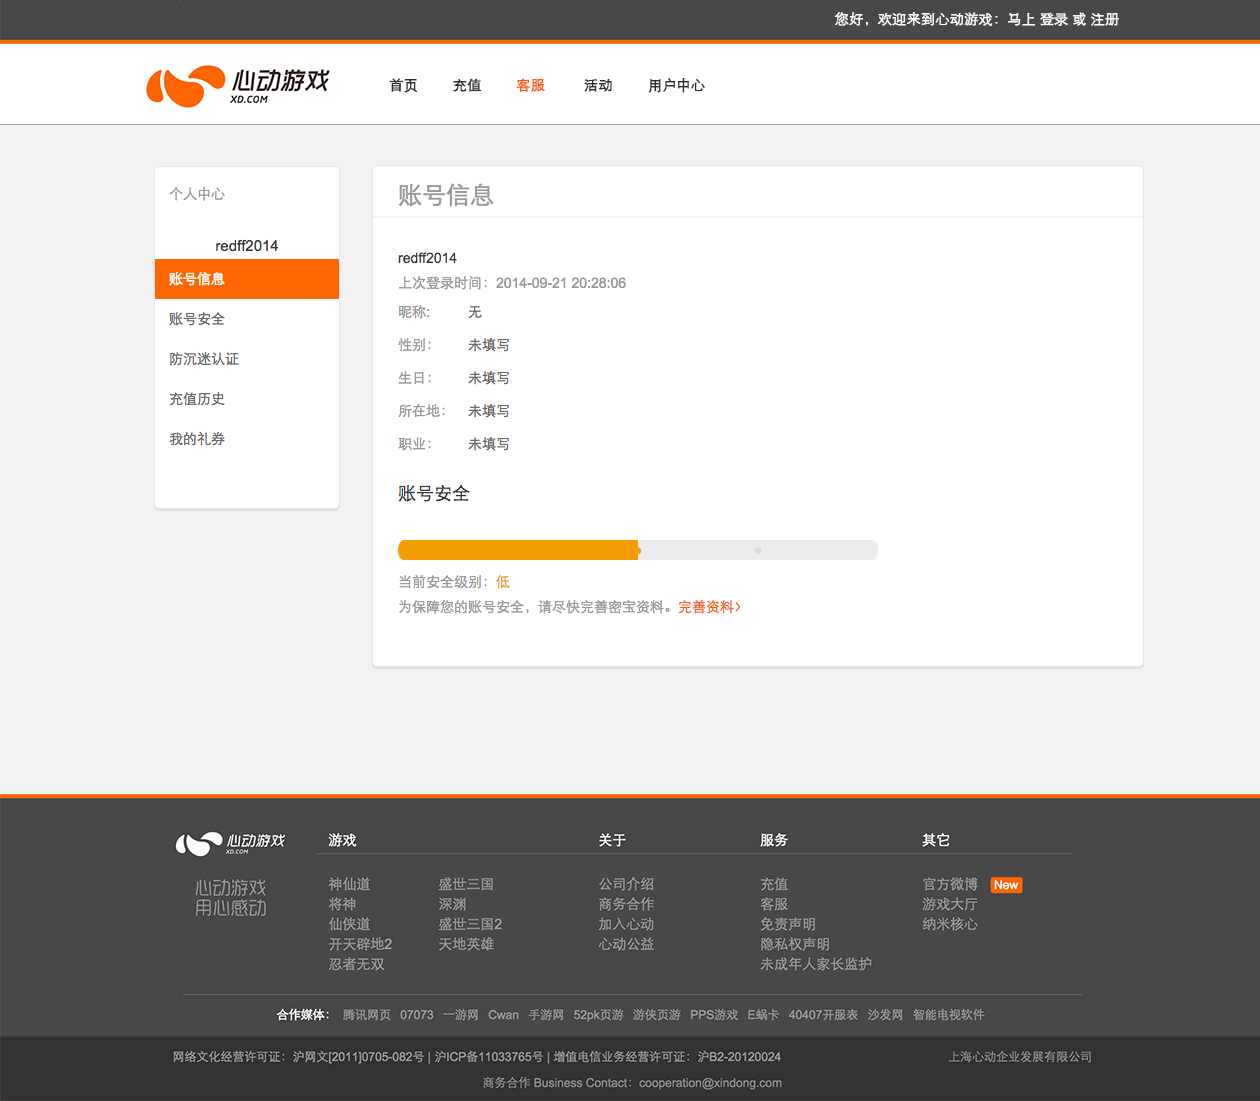 您好，欢迎来到心动游戏：马上 登录 或 注册
心动游戏
XD.COM
首页 充值 客服 活动 用户中心
个人中心
redff2014
账号信息
账号安全
防沉迷认证
充值历史
我的礼券
账号信息
redff2014
上次登录时间：2014-09-21 20:28:06
昵称: 无
性别： 未填写
生日： 未填写
所在地： 未填写
职业： 未填写
账号安全
当前安全级别：低
为保障您的账号安全，请尽快完善密宝资料。完善资料>
心动游戏
XD.COM
心动游戏
用心感动
游戏
神仙道 盛世三国
将神 深渊
仙侠道 盛世三国2
开天辟地2 天地英雄
忍者无双
关于
公司介绍
商务合作
加入心动
心动公益
服务
充值
客服
免责声明
隐私权声明
未成年人家长监护
其它
官方微博 New
游戏大厅
纳米核心
合作媒体： 腾讯网页 07073 一游网 Cwan 手游网 52pk页游 游侠页游 PPS游戏 E蜗卡 40407开服表 沙发网 智能电视软件
网络文化经营许可证：沪网文[2011]0705-082号 | 沪ICP备11033765号 | 增值电信业务经营许可证：沪B2-20120024 上海心动企业发展有限公司
商务合作 Business Contact：cooperation@xindong.com